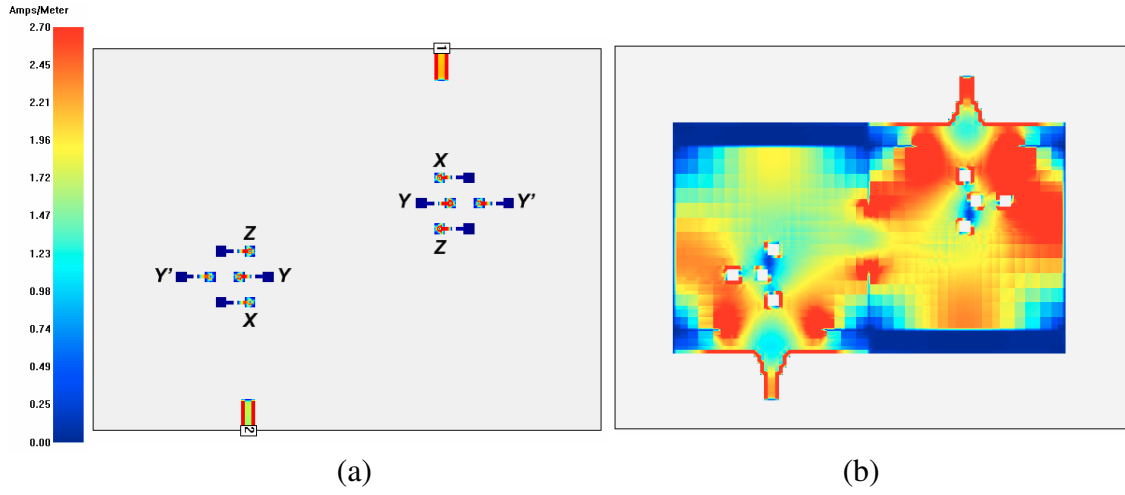 Amps/Meter
2.70
2.45
2.21
1.96
1.72
1.47
1.23
0.98
0.74
0.49
0.25
0.00
1
X
Y Y’
Z
Z
Y’ Y
X
2
(a) (b)